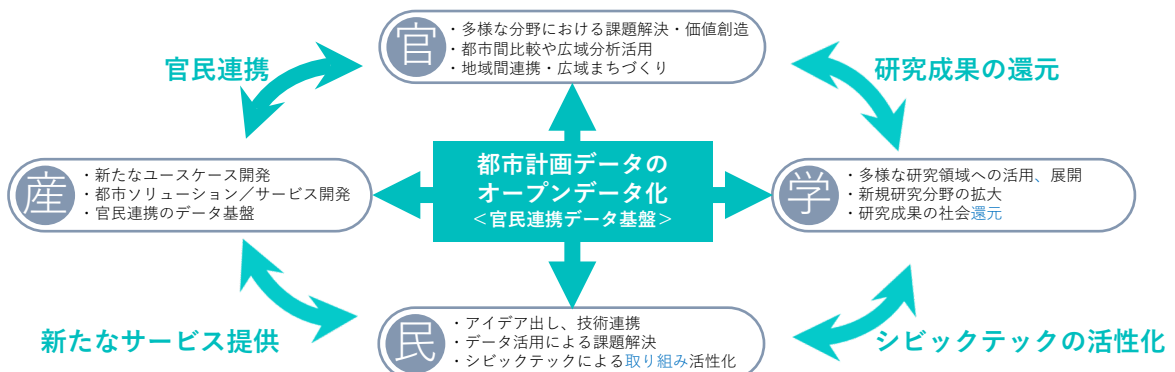 官
・多様な分野における課題解決・価値創造
・都市間比較や広域分析活用
・地域間連携・広域まちづくり
官民連携
研究成果の還元
産
・新たなユースケース開発
・都市ソリューション／サービス開発
・官民連携のデータ基盤
都市計画データの
オープンデータ化
＜官民連携データ基盤＞
学
・多様な研究領域への活用、展開
・新規研究分野の拡大
・研究成果の社会還元
新たなサービス提供
民
・アイデア出し、技術連携
・データ活用による課題解決
・シビックテックによる取り組み活性化
シビックテックの活性化